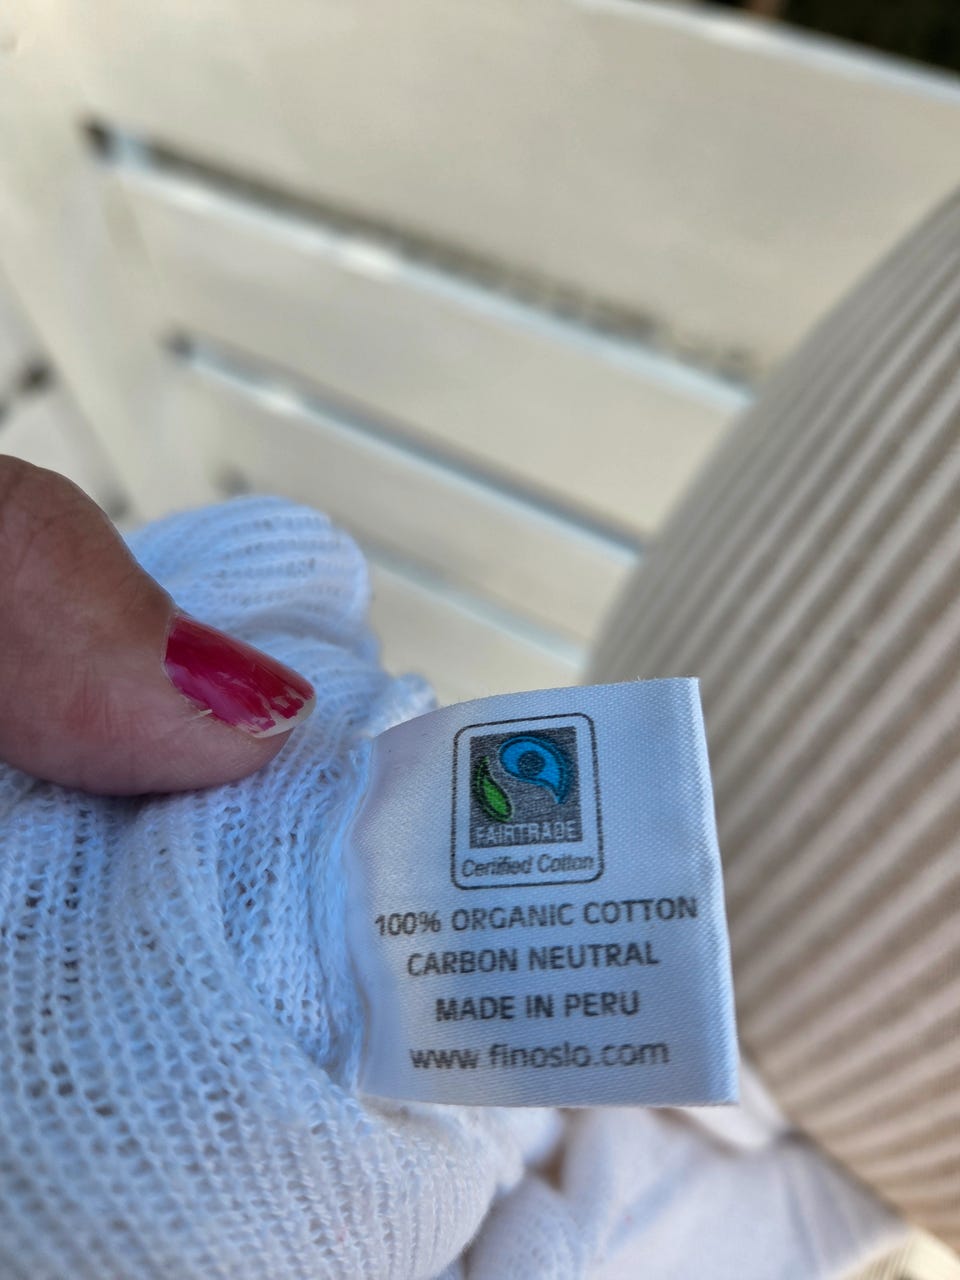 FAIRTRADE
Certified Cotton
100% ORGANIC COTTON
CARBON NEUTRAL
MADE IN PERU
www.finoslo.com